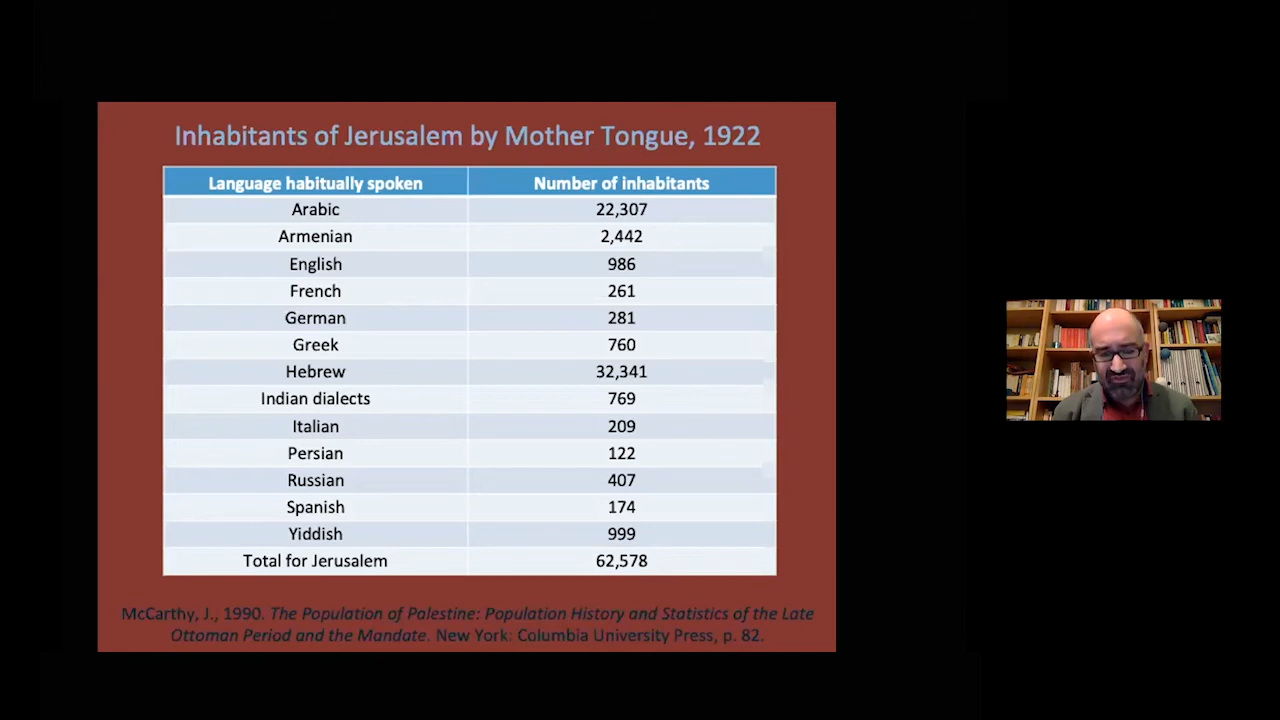 Inhabitants of Jerusalem by Mother Tongue, 1922
Language habitually spoken Number of inhabitants
Arabic 22,307
Armenian 2,442
English 986
French 261
German 281
Greek 760
Hebrew 32,341
Indian dialects 769
Italian 209
Persian 122
Russian 407
Spanish 174
Yiddish 999
Total for Jerusalem 62,578
McCarthy, J., 1990. The Population of Palestine: Population History and Statistics of the Late
Ottoman Period and the Mandate. New York: Columbia University Press, p. 82.